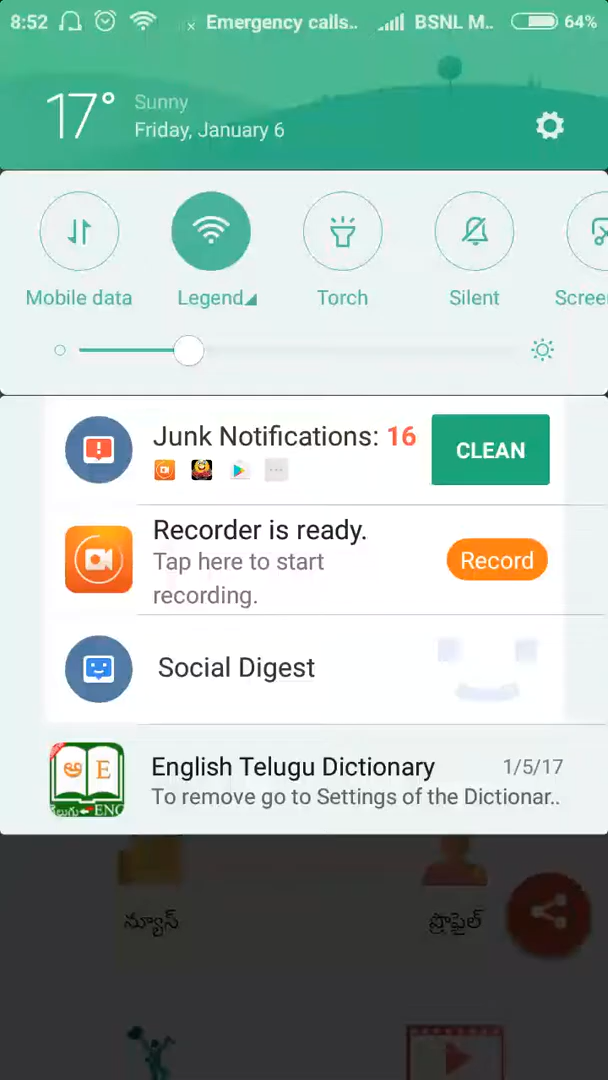 8:52 Emergency calls.. BSNL M.. 64%
17° Sunny
Friday, January 6
Mobile data Legend Torch Silent Scree
Junk Notifications: 16 CLEAN
Recorder is ready.
Tap here to start
recording.
Record
Social Digest
English Telugu Dictionary 1/5/17
To remove go to Settings of the Dictionar..
అ E
ENG
న్యూస్ ప్రొఫైల్